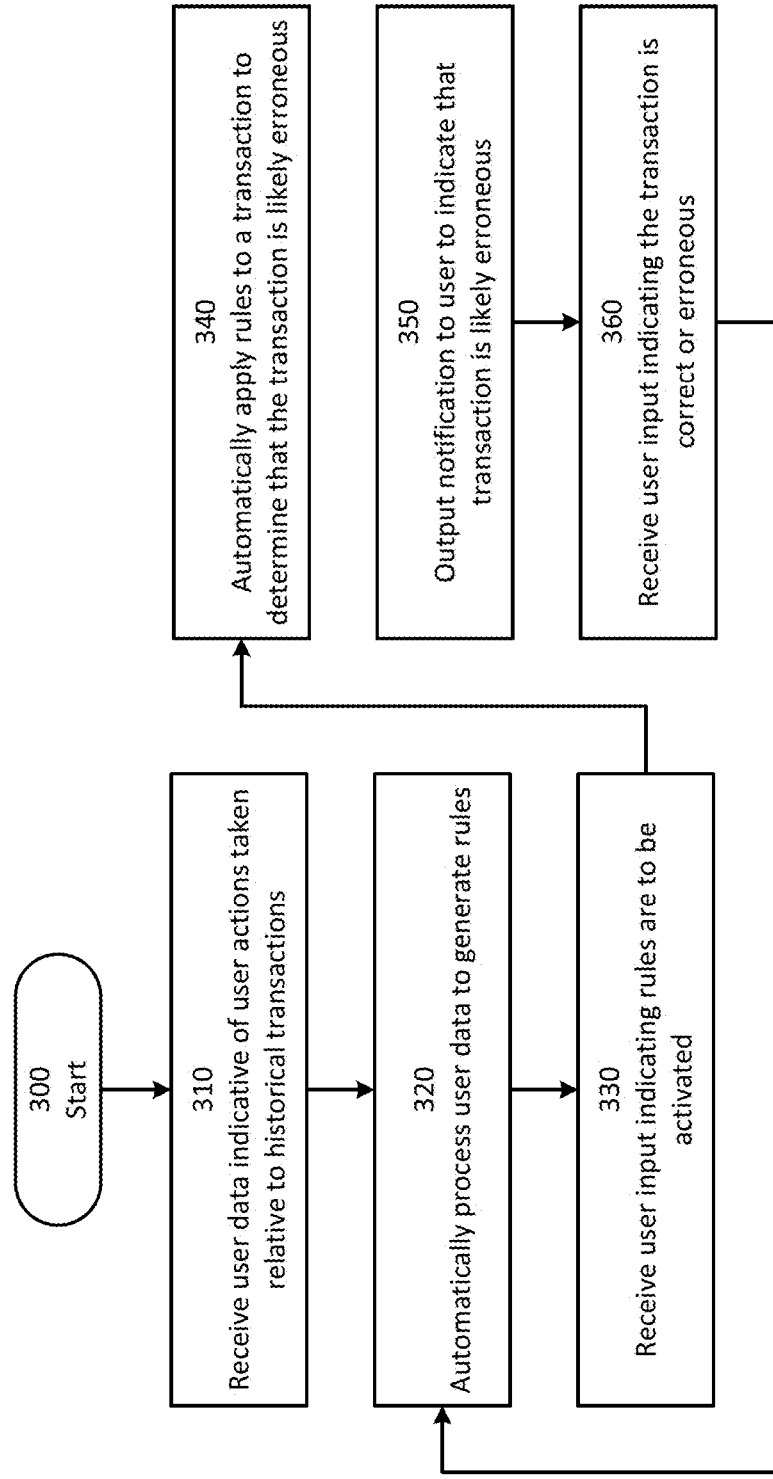 300
Start
310
Receive user data indicative of user actions taken
relative to historical transactions
320
Automatically process user data to generate rules
330
Receive user input indicating rules are to be
activated
340
Automatically apply rules to a transaction to
determine that the transaction is likely erroneous
350
Output notification to user to indicate that
transaction is likely erroneous
360
Receive user input indicating the transaction is
correct or erroneous